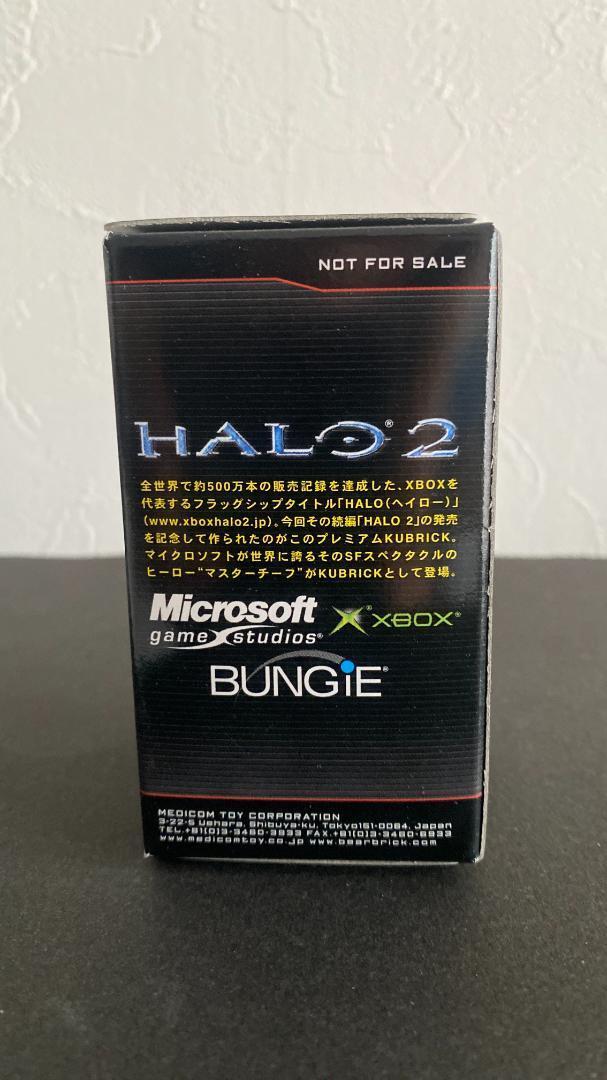 NOT FOR SALE
HALO® 2
全世界で約500万本の販売記録を達成した、XBOXを
代表するフラッグシップタイトル「HALO（ヘイロー）」
(www.xboxhalo2.jp)。今回その続編「HALO 2」の発売
を記念して作られたのがこのプレミアムKUBRICK。
マイクロソフトが世界に誇るそのSFスペクタクルの
ヒーロー“マスターチーフ”がKUBRICKとして登場。
Microsoft
game studios®
XBOX®
BUNGiE®
MEDICOM TOY CORPORATION
3-22-5 Uehara, Shibuya-ku, Tokyo151-0064, Japan
TEL.+81(0)3-3460-3933 FAX.+81(0)3-3460-6933
www.medicomtoy.co.jp www.bearbrick.com